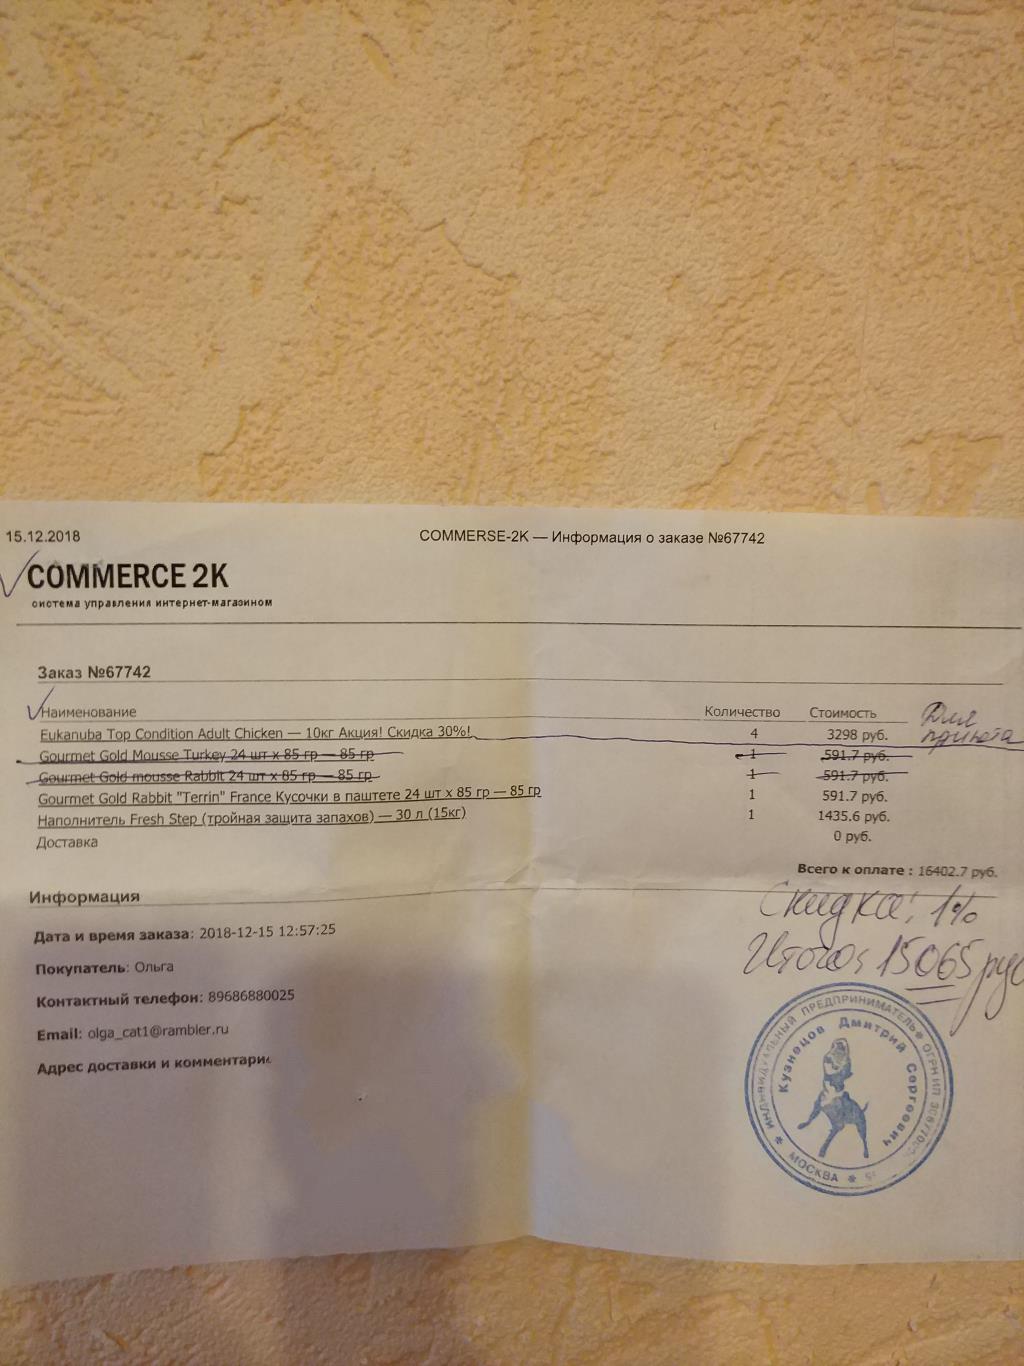 15.12.2018 COMMERSE-2K — Информация о заказе №67742
COMMERCE 2K
система управления интернет-магазином
Заказ №67742
Наименование Количество Стоимость
Для приюта
Eukanuba Top Condition Adult Chicken — 10кг Акция! Скидка 30%! 4 3298 руб.
Gourmet Gold Mousse Turkey 24 шт х 85 гр — 85 гр 1 591.7 руб.
Gourmet Gold mousse Rabbit 24 шт х 85 гр — 85 гр 1 591.7 руб.
Gourmet Gold Rabbit "Terrin" France Кусочки в паштете 24 шт х 85 гр — 85 гр 1 591.7 руб.
Наполнитель Fresh Step (тройная защита запахов) — 30 л (15кг) 1 1435.6 руб.
Доставка 0 руб.
Всего к оплате : 16402.7 руб.
Скидка: 1%
Итого: 15065 руб
Информация
Дата и время заказа: 2018-12-15 12:57:25
Покупатель: Ольга
Контактный телефон: 89686880025
Email: olga_cat1@rambler.ru
Адрес доставки и комментарии
ИНДИВИДУАЛЬНЫЙ ПРЕДПРИНИМАТЕЛЬ ОГРНИП
Кузнецов Дмитрий Сергеевич
МОСКВА